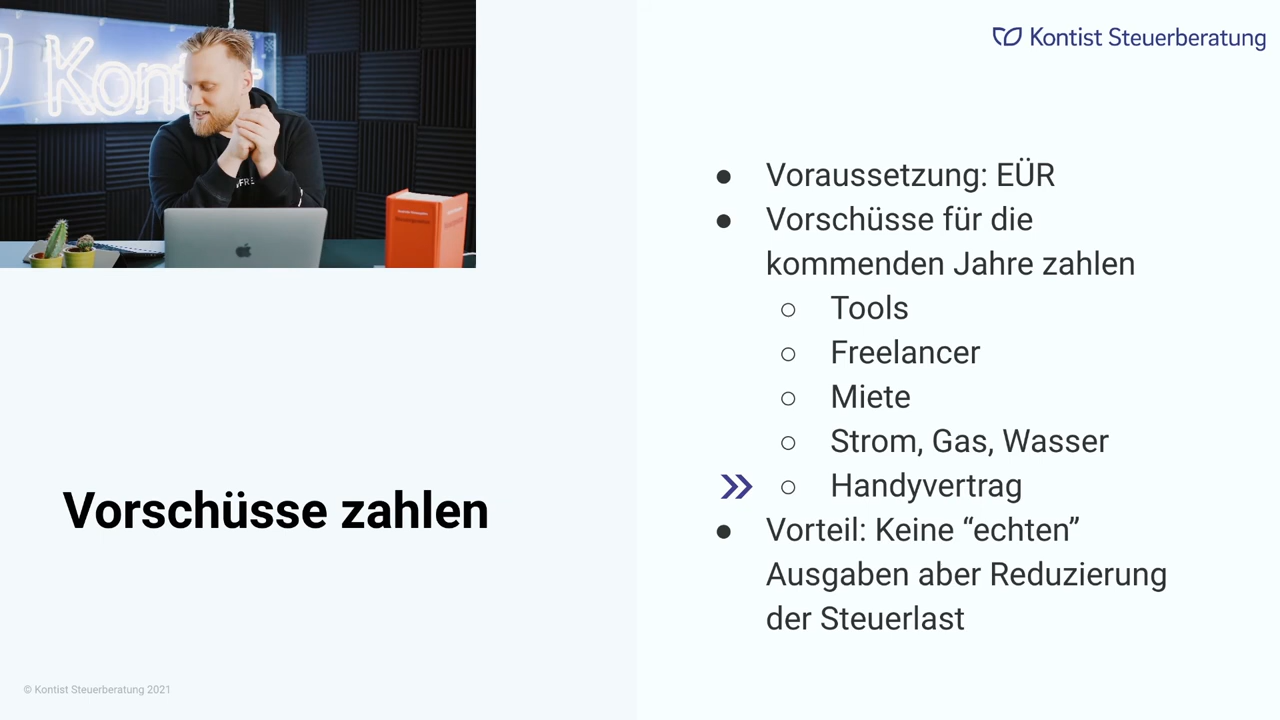 Kont
Kontist Steuerberatung
Voraussetzung: EÜR
Vorschüsse für die
kommenden Jahre zahlen
Tools
Freelancer
Miete
Strom, Gas, Wasser
Handyvertrag
Vorteil: Keine “echten”
Ausgaben aber Reduzierung
der Steuerlast
Vorschüsse zahlen
© Kontist Steuerberatung 2021